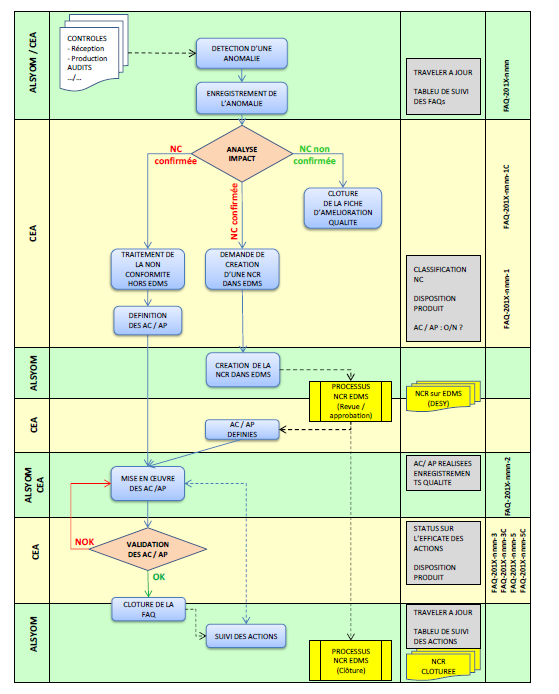 ALSYOM / CEA
CONTROLES
- Réception
- Production
AUDITS
.../...
DETECTION D'UNE
ANOMALIE
ENREGISTREMENT DE
L'ANOMALIE
TRAVELER A JOUR
TABLEU DE SUIVI
DES FAQs
FAQ-201X-nnnn
CEA
ANALYSE
IMPACT
NC
confirmée
NC non
confirmée
NC confirmée
CLOTURE
DE LA FICHE
D'AMELIORATION
QUALITE
FAQ-201X-nnnn-1C
TRAITEMENT DE
LA NON
CONFORMITE
HORS EDMS
DEMANDE DE
CREATION
D'UNE NCR
DANS EDMS
CLASSIFICATION
NC
DISPOSITION
PRODUIT
AC / AP : O/N ?
FAQ-201X-nnnn-1
DEFINITION
DES AC / AP
ALSYOM
CREATION DE LA
NCR DANS EDMS
PROCESSUS
NCR EDMS
(Revue /
approbation)
NCR sur EDMS
(DESY)
CEA
AC / AP
DEFINIES
ALSYOM
CEA
MISE EN ŒUVRE
DES AC /AP
AC/ AP REALISEES
ENREGISTREMEN
TS QUALITE
FAQ-201X-nnnn-2
CEA
NOK
VALIDATION
DES AC / AP
OK
STATUS SUR
L'EFFICATE DES
ACTIONS
DISPOSITION
PRODUIT
FAQ-201X-nnnn-3
FAQ-201X-nnnn-3C
FAQ-201X-nnnn-5
FAQ-201X-nnnn-5C
ALSYOM
CLOTURE DE LA
FAQ
SUIVI DES ACTIONS
PROCESSUS
NCR EDMS
(Clôture)
TRAVELER A JOUR
TABLEU DE SUIVI
DES ACTIONS
NCR
CLOTUREE